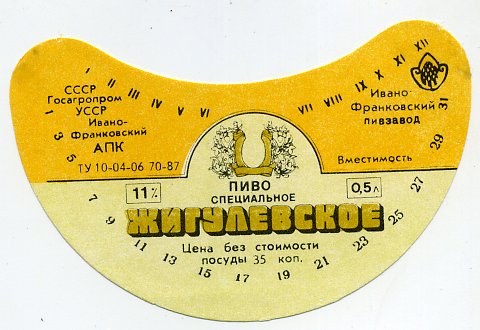 I II III IV V VI VII VIII IX X XI XII
СССР
Госагропром
УССР
Ивано-
Франковский
АПК
ТУ 10-04-06 70-87
Ивано-
Франковский
пивзавод
Вместимость
11%
0,5л
ПИВО
СПЕЦИАЛЬНОЕ
ЖИГУЛЕВСКОЕ
Цена без стоимости
посуды 35 коп.
1 3 5 7 9 11 13 15 17 19 21 23 25 27 29 31